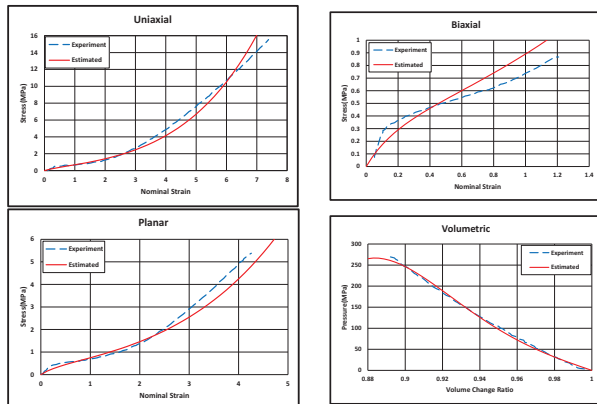 Uniaxial
16
14
12
10
8
6
4
2
0
Stress(MPa)
Experiment
Estimated
0 1 2 3 4 5 6 7 8
Nominal Strain
Biaxial
1
0.9
0.8
0.7
0.6
0.5
0.4
0.3
0.2
0.1
0
Stress(MPa)
Experiment
Estimated
0 0.2 0.4 0.6 0.8 1 1.2 1.4
Nominal Strain
Planar
6
5
4
3
2
1
0
Stress(MPa)
Experiment
Estimated
0 1 2 3 4 5
Nominal Strain
Volumetric
300
250
200
150
100
50
0
Pressure(MPa)
Experiment
Estimated
0.88 0.9 0.92 0.94 0.96 0.98 1
Volume Change Ratio